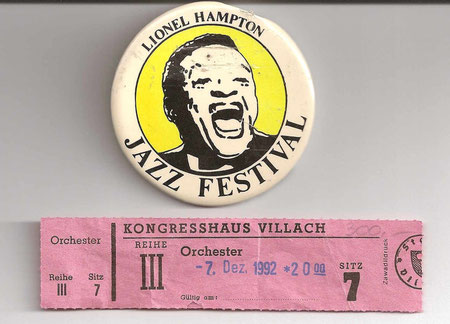 LIONEL HAMPTON
JAZZ FESTIVAL
Orchester
Reihe Sitz
III 7
KONGRESSHAUS VILLACH
REIHE
III
Orchester
-7. Dez. 1992 *20 00
Gültig am:
SITZ
7
Zawadildruck